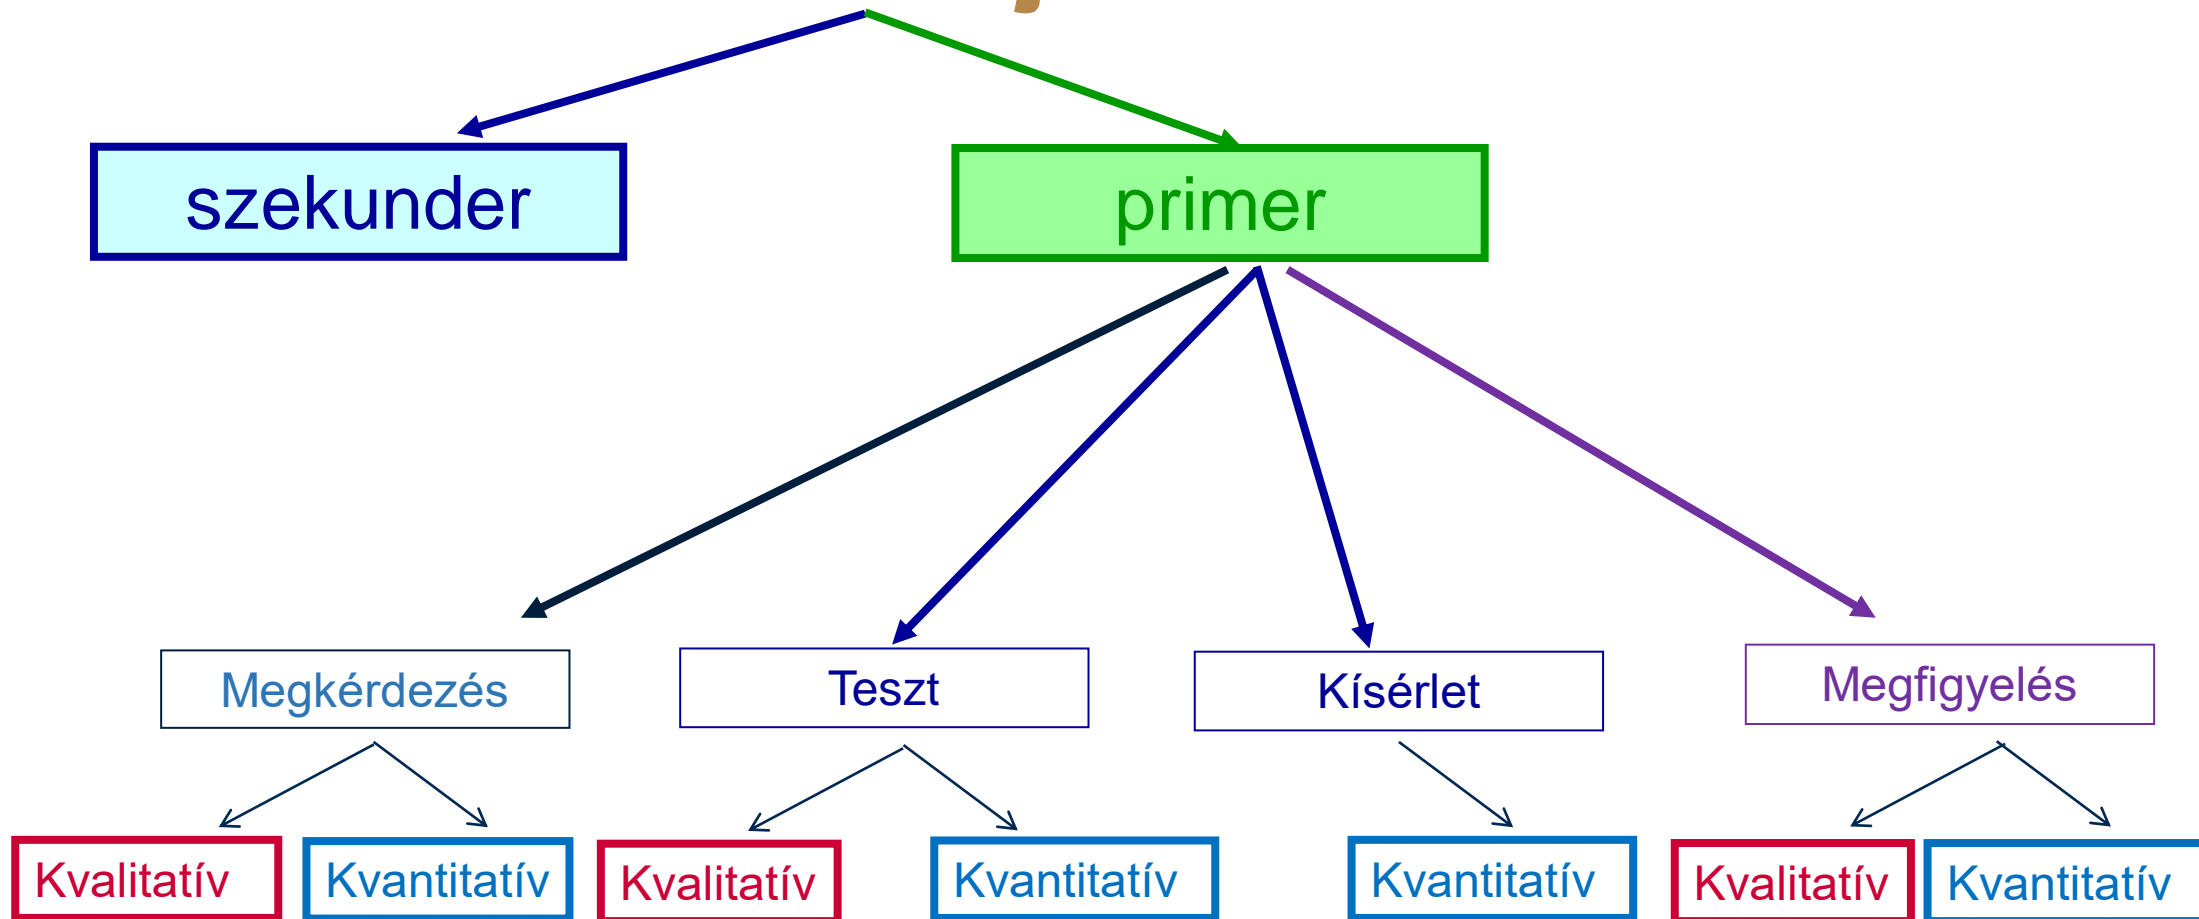 szekunder
primer
Megkérdezés
Teszt
Kísérlet
Megfigyelés
Kvalitatív
Kvantitatív
Kvalitatív
Kvantitatív
Kvantitatív
Kvalitatív
Kvantitatív